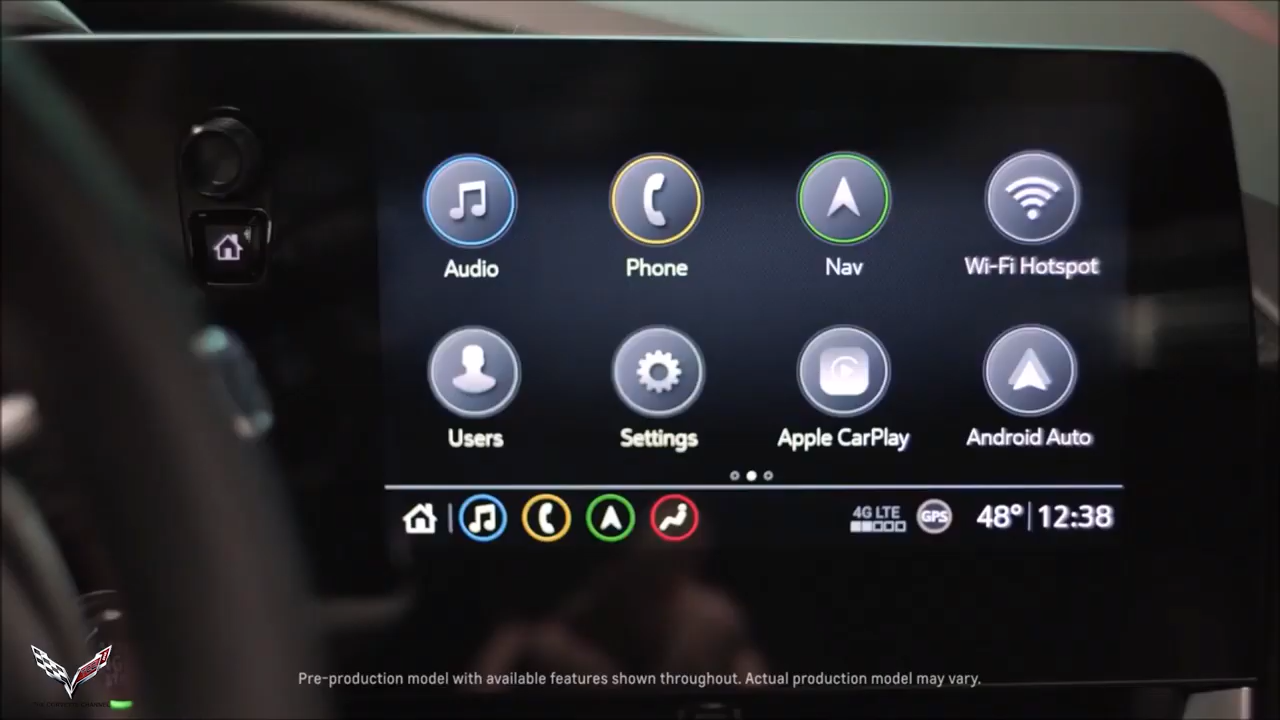 Audio
Phone
Nav
Wi-Fi Hotspot
Users
Settings
Apple CarPlay
Android Auto
4G LTE
GPS
48° 12:38
Pre-production model with available features shown throughout. Actual production model may vary.